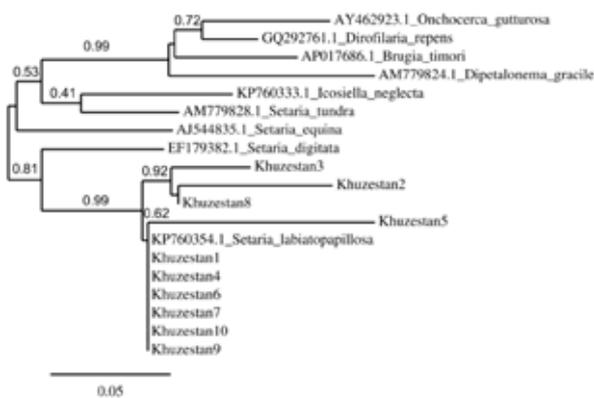 0.72
AY462923.1_Onchocerca_gutturosa
GQ292761.1_Dirofilaria_repens
0.99
AP017686.1_Brugia_timori
AM779824.1_Dipetalonema_gracile
0.53
0.41
KP760333.1_Icosiella_neglecta
AM779828.1_Setaria_tundra
AJ544835.1_Setaria_equina
EF179382.1_Setaria_digitata
0.81
0.92
Khuzestan3
Khuzestan2
0.99
Khuzestan8
0.62
Khuzestan5
KP760354.1_Setaria_labiatopapillosa
Khuzestan1
Khuzestan4
Khuzestan6
Khuzestan7
Khuzestan10
Khuzestan9
0.05